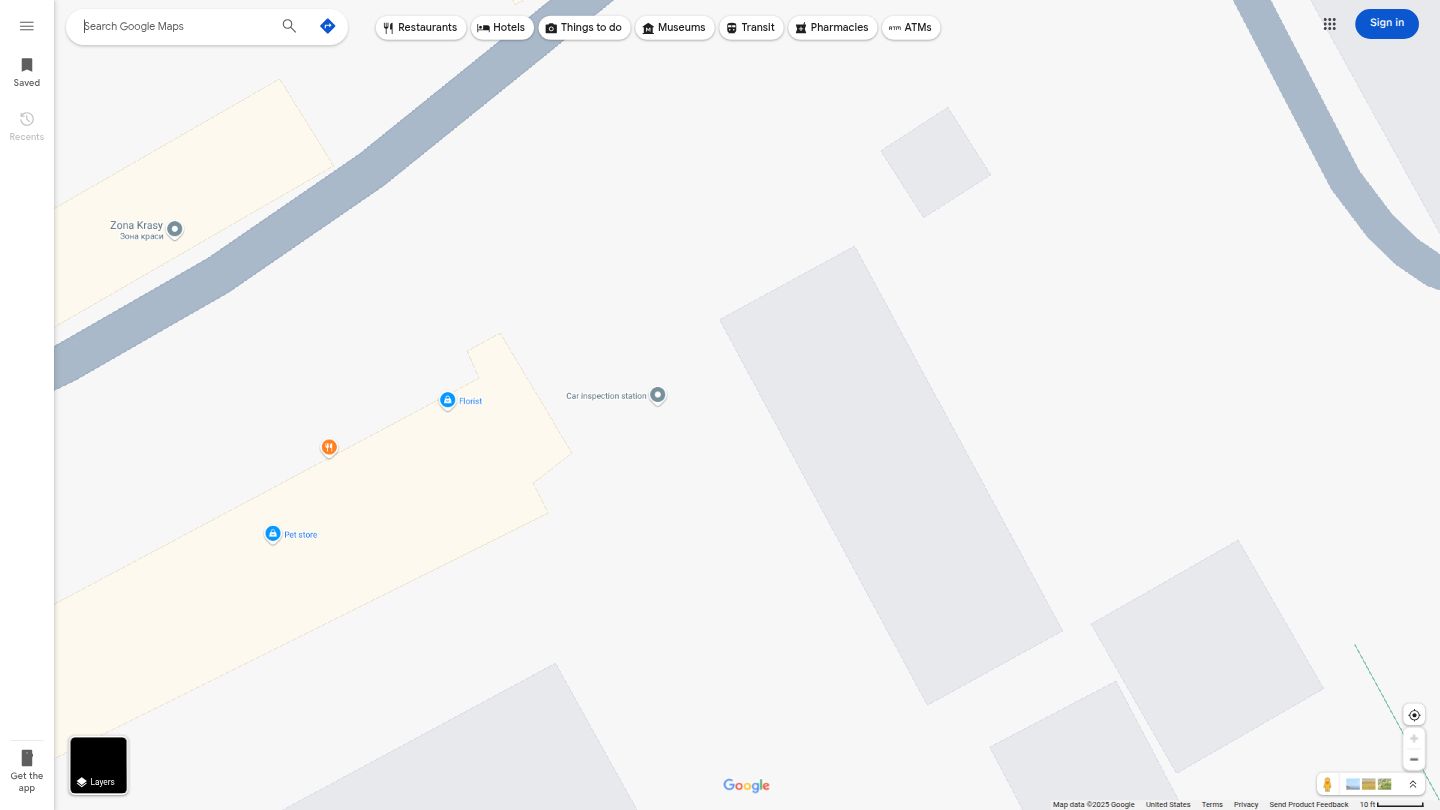 Search Google Maps
Restaurants
Hotels
Things to do
Museums
Transit
Pharmacies
ATM
ATMs
Sign in
Saved
Recents
Zona Krasy
Зона краси
Florist
Car inspection station
Pet store
Get the
app
Layers
Google
Map data ©2025 Google
United States
Terms
Privacy
Send Product Feedback
10 ft